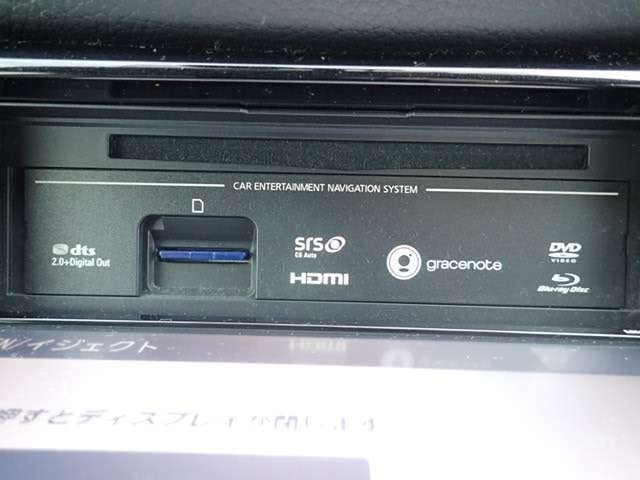 CAR ENTERTAINMENT NAVIGATION SYSTEM
dts
2.0+Digital Out
SRS
CS Auto
HDMI
gracenote
DVD
VIDEO
Blu-ray Disc
/イジェクト
押すとディスプレイが閉じます